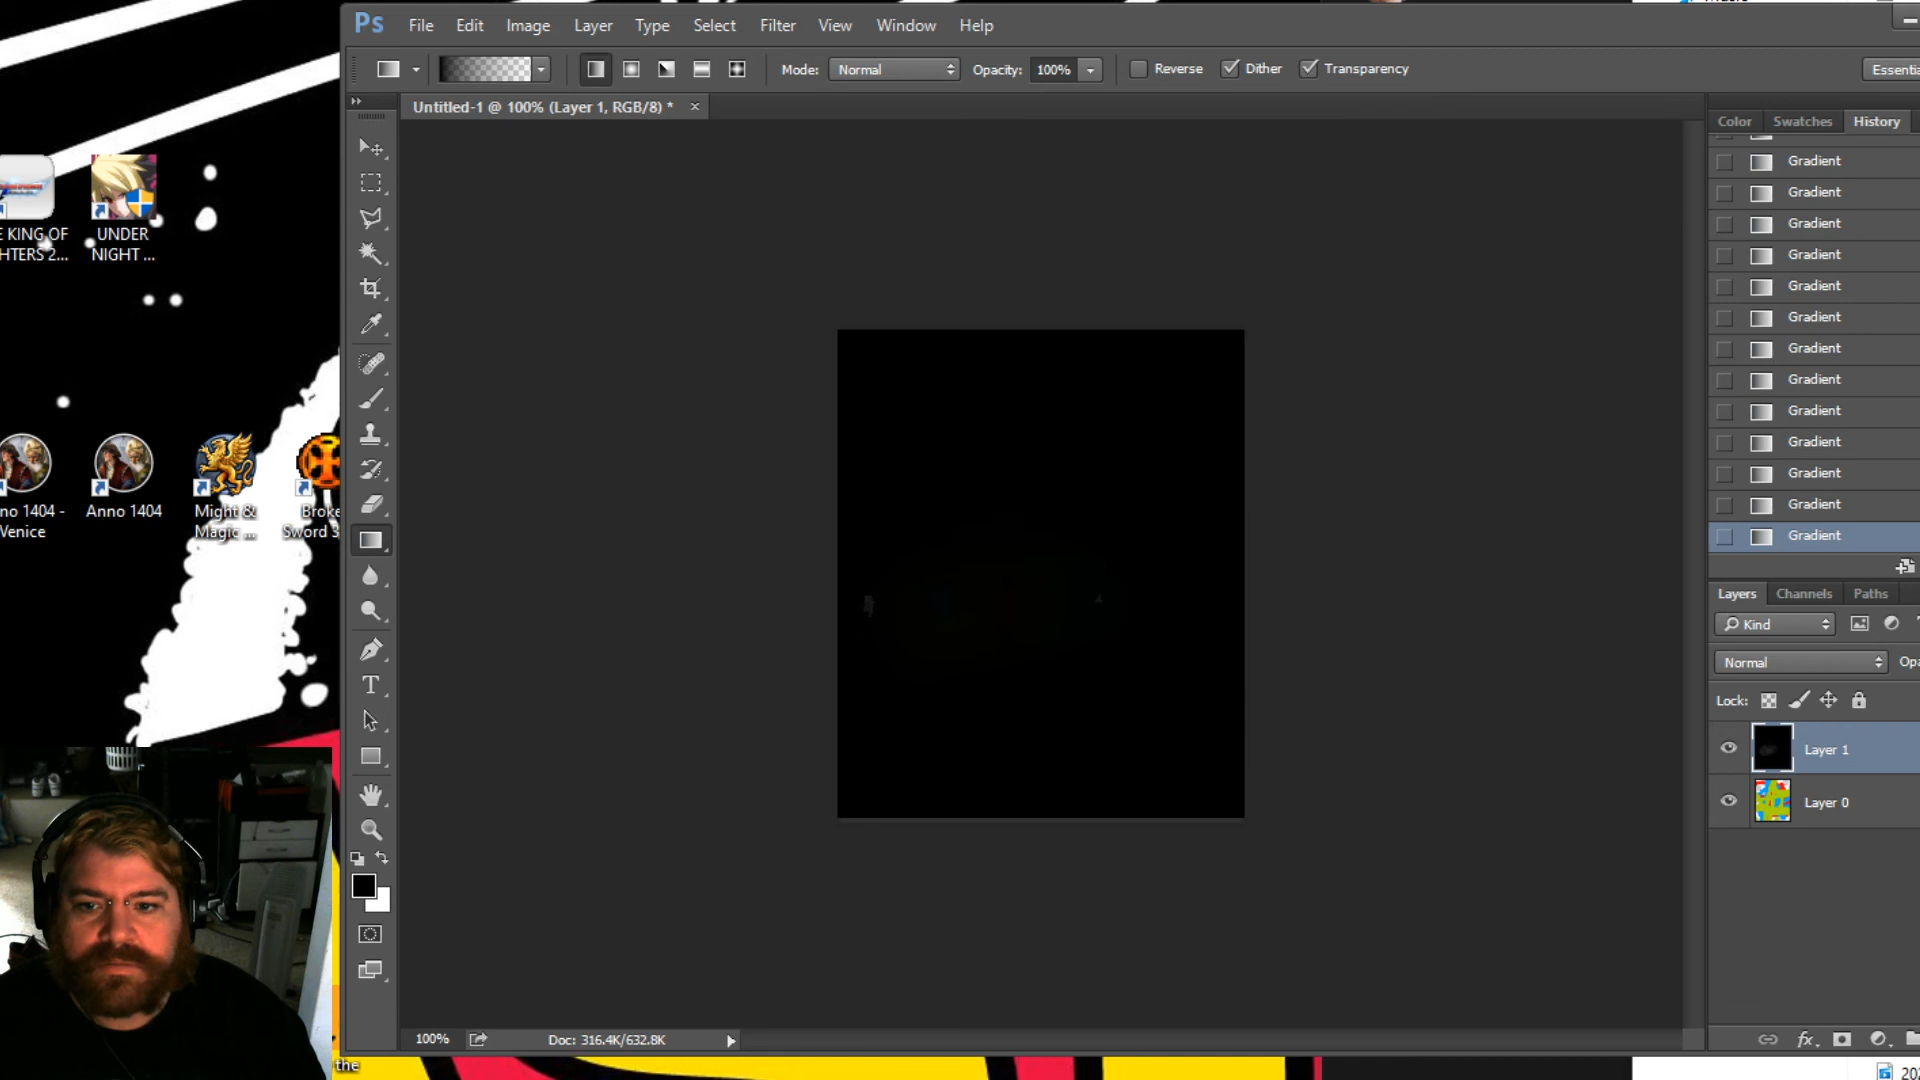 Ps File Edit Image Layer Type Select Filter View Window Help
Mode: Normal Opacity: 100% Reverse Dither Transparency
Untitled-1 @ 100% (Layer 1, RGB/8) * ×
Color Swatches History
Gradient
Gradient
Gradient
Gradient
Gradient
Gradient
Gradient
Gradient
Gradient
Gradient
Gradient
Gradient
Gradient
E KING OF
HTERS 2...
UNDER
NIGHT ...
no 1404 -
Venice
Anno 1404
Might &
Magic ...
Broke
Sword 3
T
Layers Channels Paths
Kind
Normal
Lock:
Layer 1
Layer 0
fx
100% Doc: 316.4K/632.8K
the